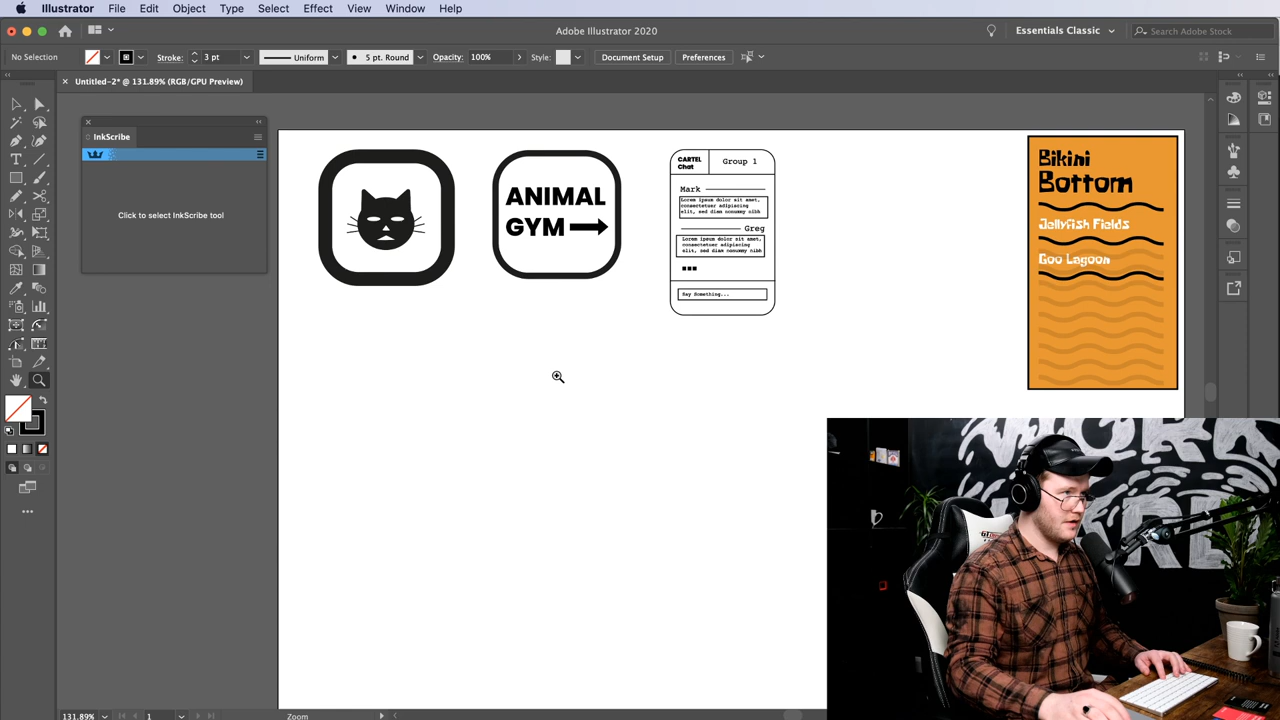 Illustrator File Edit Object Type Select Effect View Window Help
Adobe Illustrator 2020
Essentials Classic
Search Adobe Stock
No Selection
Stroke:
3 pt
Uniform
5 pt. Round
Opacity:
100%
Style:
Document Setup
Preferences
Untitled-2* @ 131.89% (RGB/GPU Preview)
InkScribe
Click to select InkScribe tool
ANIMAL
GYM
CARTEL
Chat
Group 1
Mark
Lorem ipsum dolor sit amet,
consectetuer adipiscing
elit, sed diam nonummy nibh
Greg
Lorem ipsum dolor sit amet,
consectetuer adipiscing
elit, sed diam nonummy nibh
Say Something...
Bikini
Bottom
Jellyfish Fields
Goo Lagoon
131.89%
1
Zoom